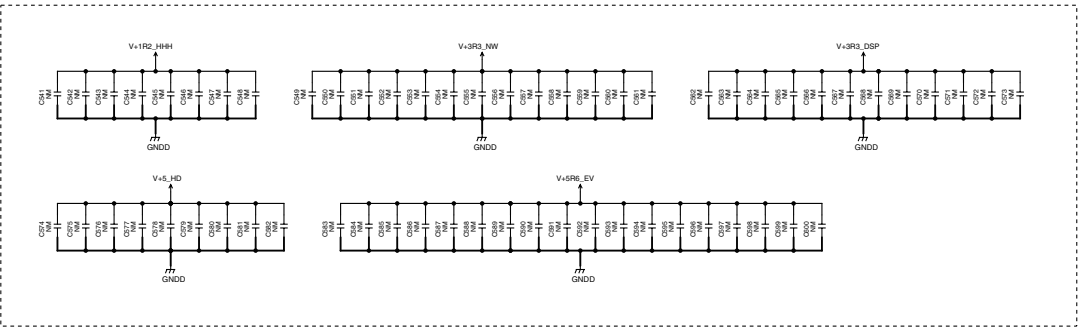 V+1R2_HHH
C541 NM
C542 NM
C543 NM
C544 NM
C545 NM
C546 NM
C547 NM
C548 NM
GNDD
V+3R3_NW
C549 NM
C550 NM
C551 NM
C552 NM
C553 NM
C554 NM
C555 NM
C556 NM
C557 NM
C558 NM
C559 NM
C560 NM
C561 NM
GNDD
V+3R3_DSP
C562 NM
C563 NM
C564 NM
C565 NM
C566 NM
C567 NM
C568 NM
C569 NM
C570 NM
C571 NM
C572 NM
C573 NM
GNDD
V+5_HD
C574 NM
C575 NM
C576 NM
C577 NM
C578 NM
C579 NM
C580 NM
C581 NM
C582 NM
GNDD
V+5R6_EV
C583 NM
C584 NM
C585 NM
C586 NM
C587 NM
C588 NM
C589 NM
C590 NM
C591 NM
C592 NM
C593 NM
C594 NM
C595 NM
C596 NM
C597 NM
C598 NM
C599 NM
C600 NM
GNDD